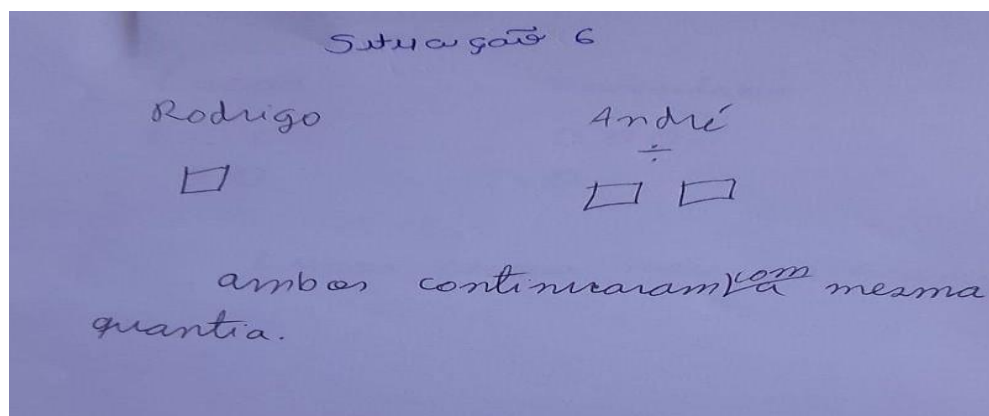 Situação 6
Rodrigo André
÷
ambos continuaram com a mesma
quantia.